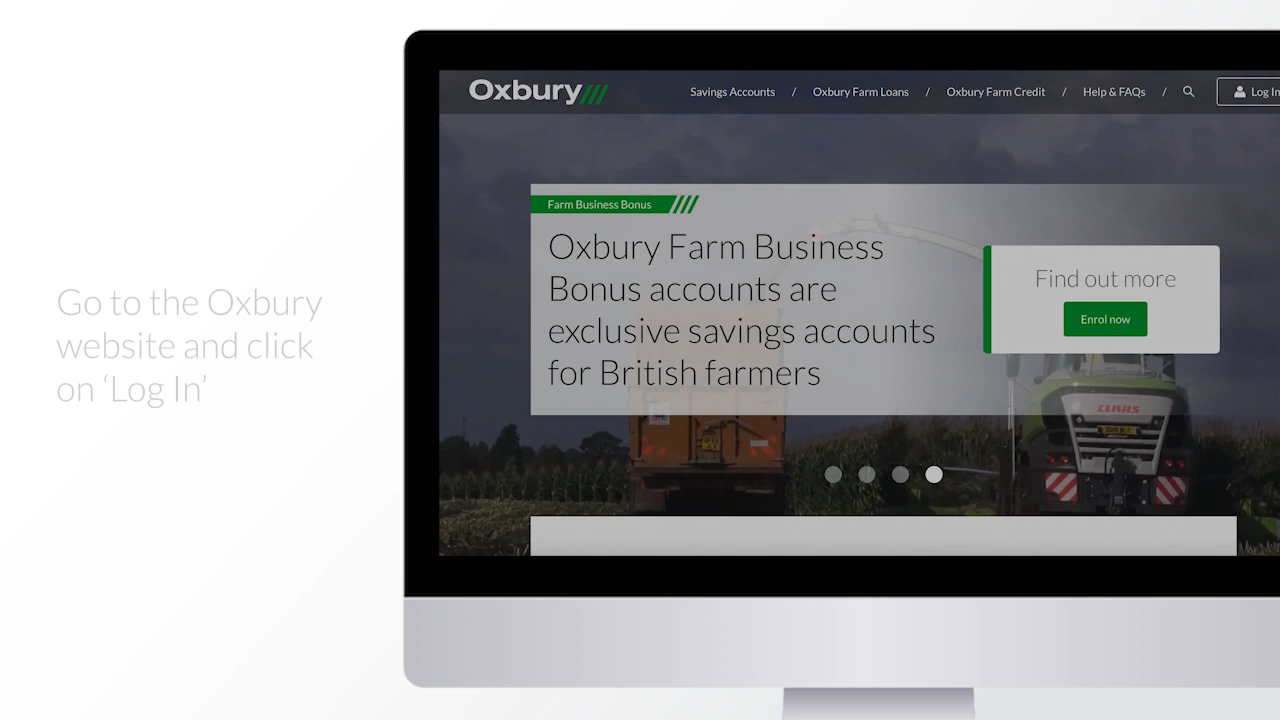 Go to the Oxbury
website and click
on ‘Log In’
Oxbury
Savings Accounts / Oxbury Farm Loans / Oxbury Farm Credit / Help & FAQs / Log In
Farm Business Bonus
Oxbury Farm Business
Bonus accounts are
exclusive savings accounts
for British farmers
Find out more
Enrol now
CLAAS